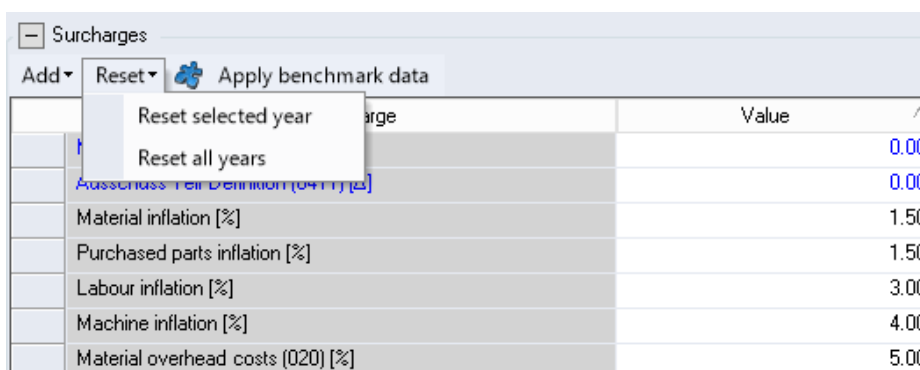 Surcharges
Add Reset Apply benchmark data
Reset selected year
Value
Reset all years
0.00
Ausschuss Teil Definition (6411) [Δ] 0.00
Material inflation [%] 1.50
Purchased parts inflation [%] 1.50
Labour inflation [%] 3.00
Machine inflation [%] 4.00
Material overhead costs (020) [%] 5.00